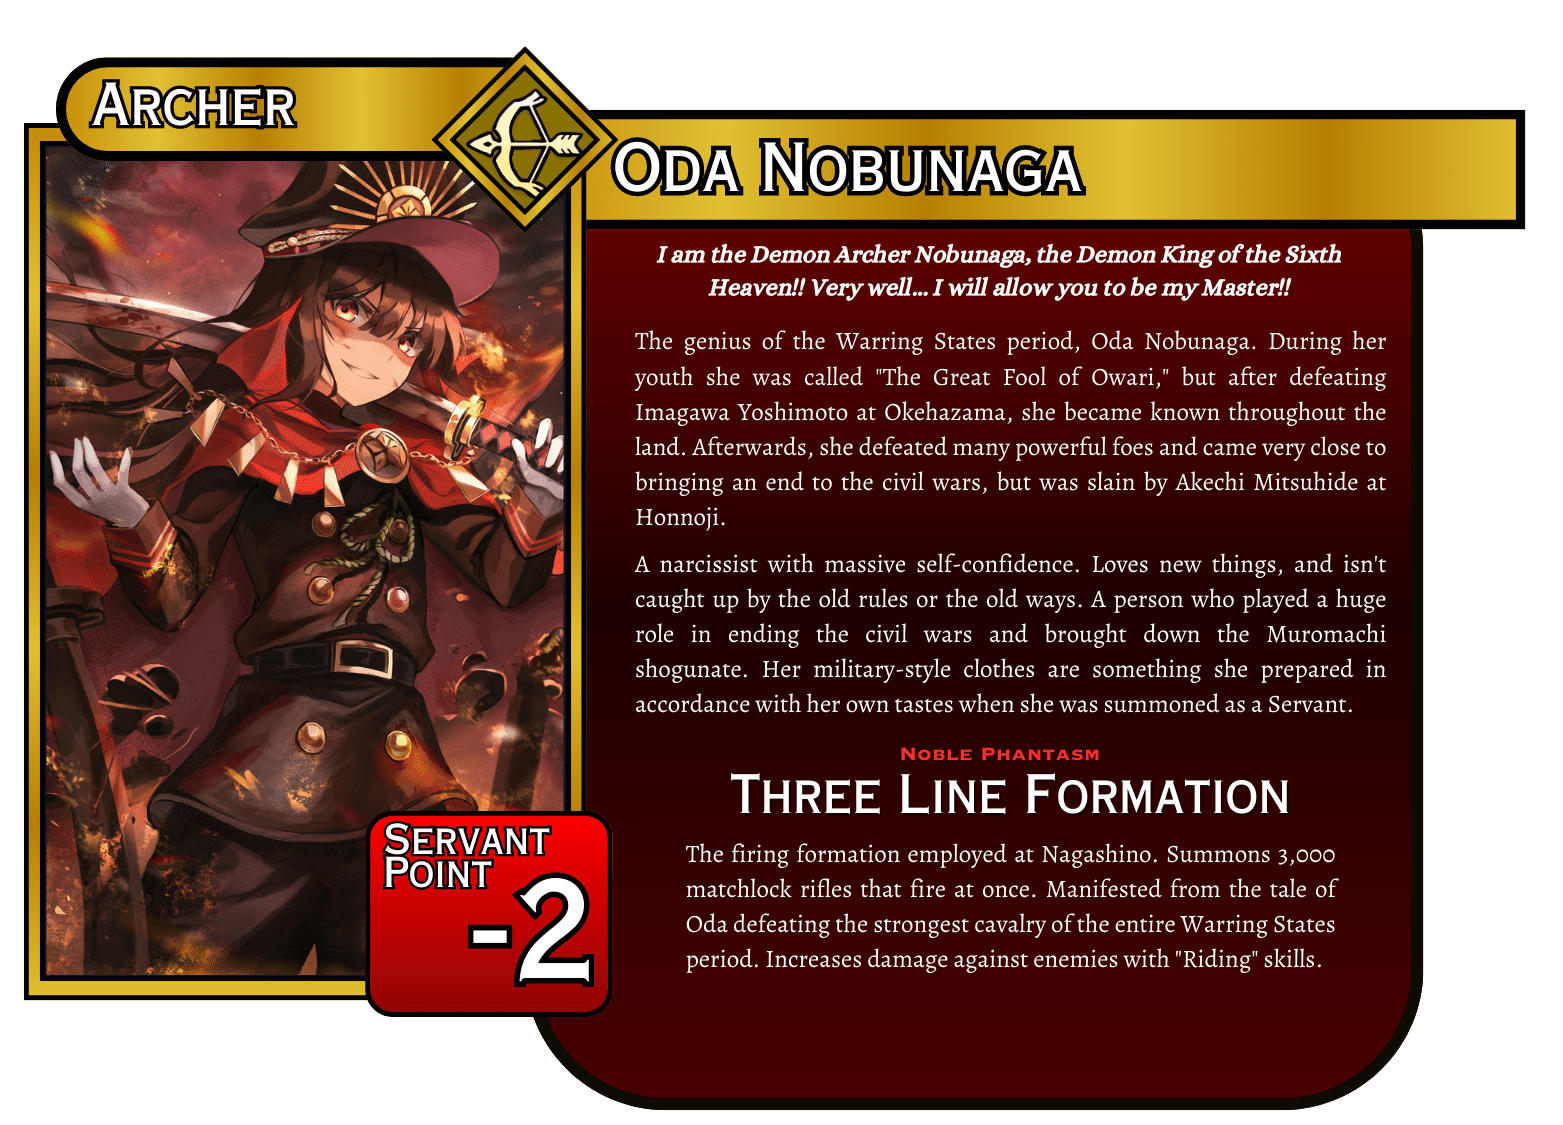 Archer
Oda Nobunaga
I am the Demon Archer Nobunaga, the Demon King of the Sixth
Heaven!! Very well... I will allow you to be my Master!!
The genius of the Warring States period, Oda Nobunaga. During her
youth she was called "The Great Fool of Owari," but after defeating
Imagawa Yoshimoto at Okehazama, she became known throughout the
land. Afterwards, she defeated many powerful foes and came very close to
bringing an end to the civil wars, but was slain by Akechi Mitsuhide at
Honnoji.
A narcissist with massive self-confidence. Loves new things, and isn't
caught up by the old rules or the old ways. A person who played a huge
role in ending the civil wars and brought down the Muromachi
shogunate. Her military-style clothes are something she prepared in
accordance with her own tastes when she was summoned as a Servant.
Noble Phantasm
Three Line Formation
The firing formation employed at Nagashino. Summons 3,000
matchlock rifles that fire at once. Manifested from the tale of
Oda defeating the strongest cavalry of the entire Warring States
period. Increases damage against enemies with "Riding" skills.
Servant
Point
-2